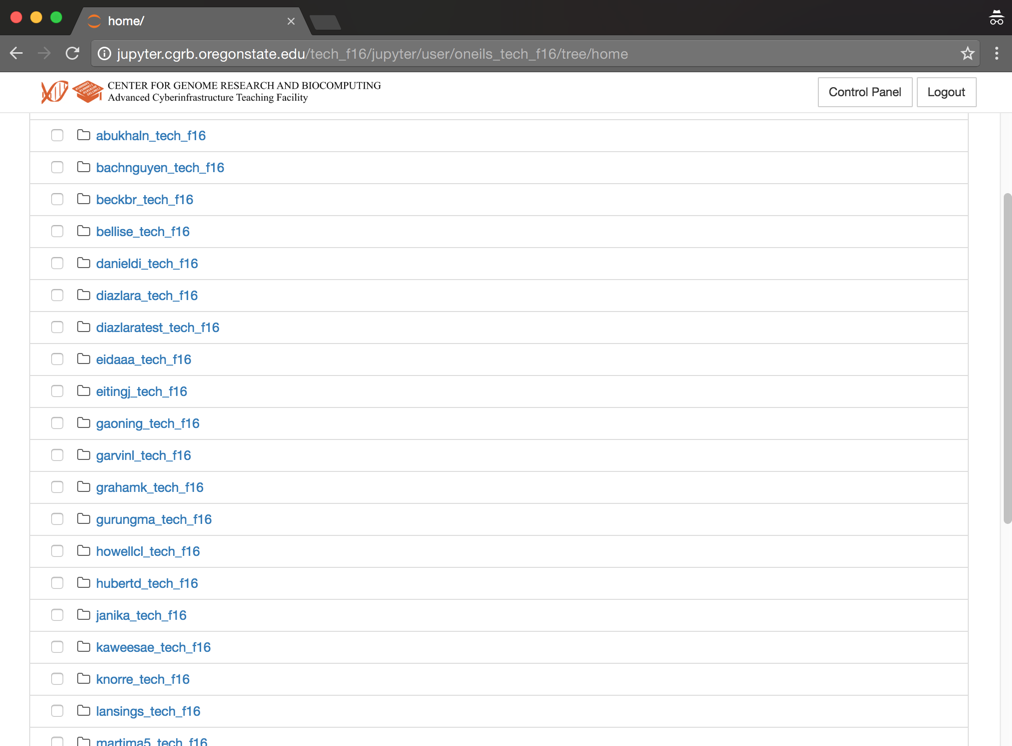 home/
jupyter.cgrb.oregonstate.edu/tech_f16/jupyter/user/oneils_tech_f16/tree/home
CENTER FOR GENOME RESEARCH AND BIOCOMPUTING
Advanced Cyberinfrastructure Teaching Facility
Control Panel
Logout
abukhaln_tech_f16
bachnguyen_tech_f16
beckbr_tech_f16
bellise_tech_f16
danieldi_tech_f16
diazlara_tech_f16
diazlaratest_tech_f16
eidaaa_tech_f16
eitingj_tech_f16
gaoning_tech_f16
garvinl_tech_f16
grahamk_tech_f16
gurungma_tech_f16
howellcl_tech_f16
hubertd_tech_f16
janika_tech_f16
kaweesae_tech_f16
knorre_tech_f16
lansings_tech_f16
martima5_tech_f16